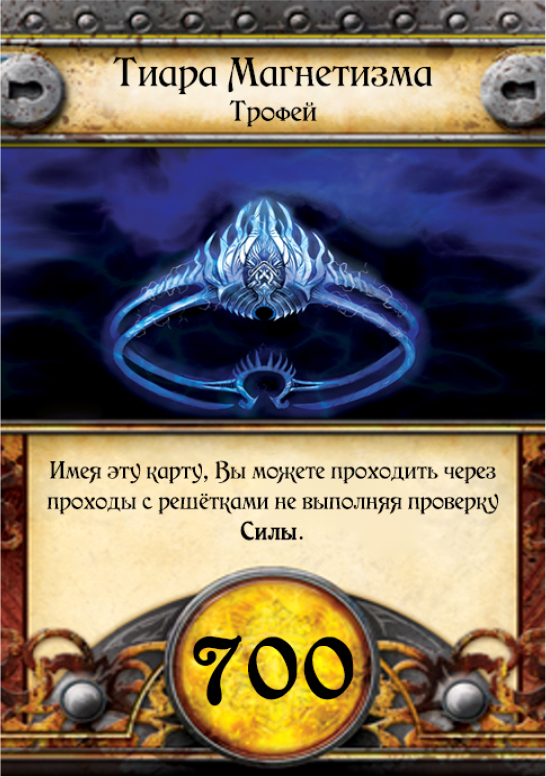 Тиара Магнетизма
Трофей
Имея эту карту, Вы можете проходить через
проходы с решётками не выполняя проверку
Силы.
700